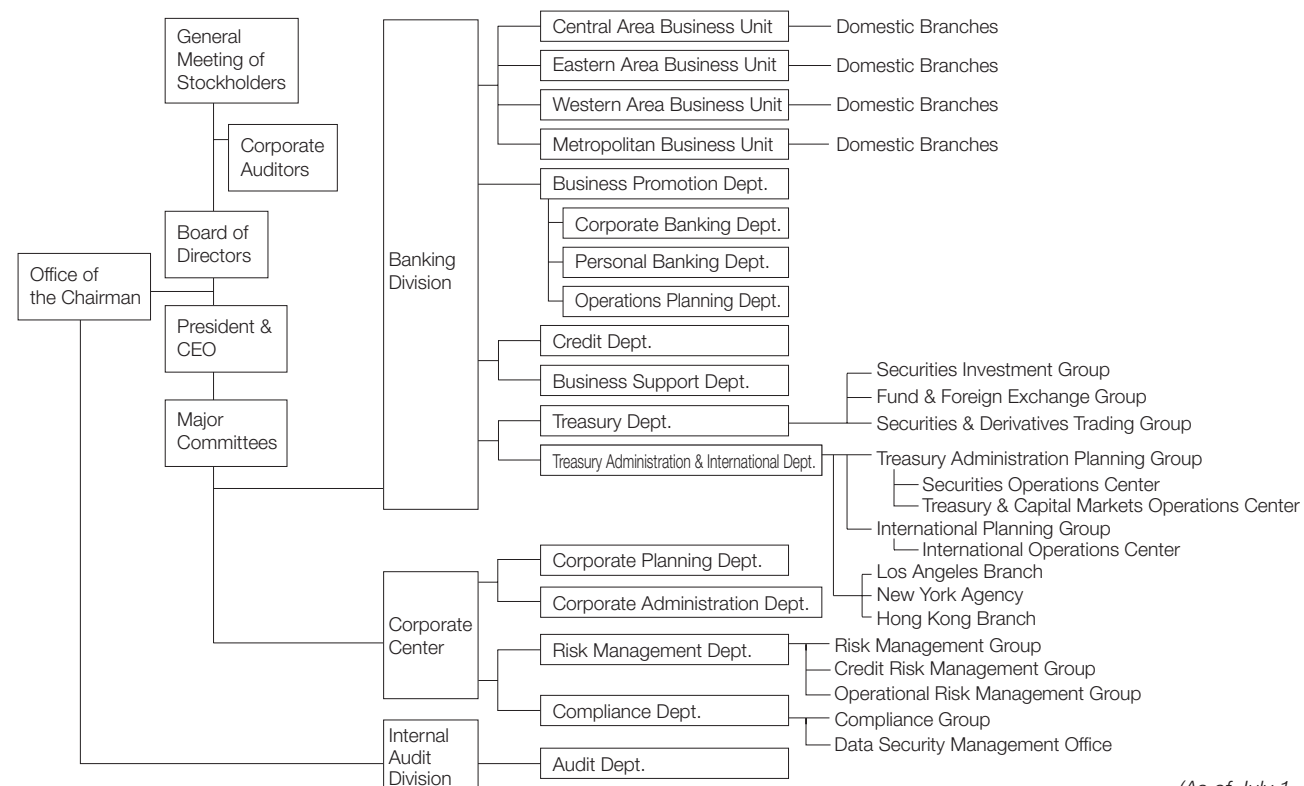 General
Meeting of
Stockholders
Corporate
Auditors
Board of
Directors
Office of
the Chairman
President &
CEO
Major
Committees
Banking
Division
Central Area Business Unit
Domestic Branches
Eastern Area Business Unit
Domestic Branches
Western Area Business Unit
Domestic Branches
Metropolitan Business Unit
Domestic Branches
Business Promotion Dept.
Corporate Banking Dept.
Personal Banking Dept.
Operations Planning Dept.
Credit Dept.
Business Support Dept.
Treasury Dept.
Securities Investment Group
Fund & Foreign Exchange Group
Securities & Derivatives Trading Group
Treasury Administration & International Dept.
Treasury Administration Planning Group
Securities Operations Center
Treasury & Capital Markets Operations Center
International Planning Group
International Operations Center
Los Angeles Branch
New York Agency
Hong Kong Branch
Corporate
Center
Corporate Planning Dept.
Corporate Administration Dept.
Risk Management Dept.
Risk Management Group
Credit Risk Management Group
Operational Risk Management Group
Compliance Dept.
Compliance Group
Data Security Management Office
Internal
Audit
Division
Audit Dept.
(As of July 1